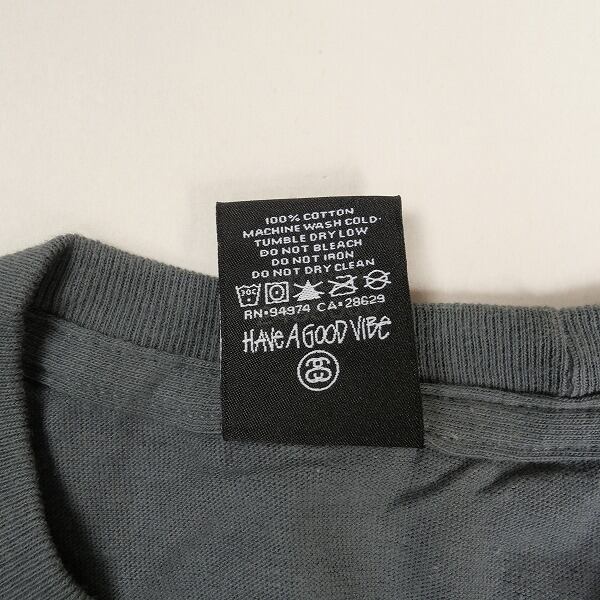 100% COTTON
MACHINE WASH COLD.
TUMBLE DRY LOW
DO NOT BLEACH
DO NOT IRON
DO NOT DRY CLEAN
30C
RN•94974 CA•28629
HAVE A GOOD VIBE